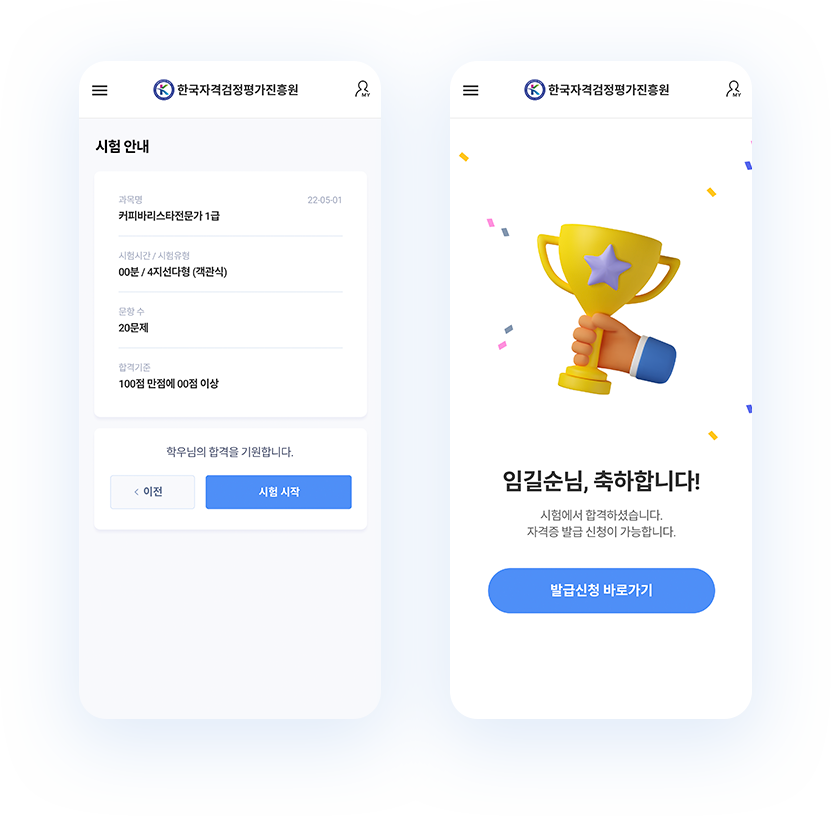 한국자격검정평가진흥원
MY
시험 안내
과목명
22-05-01
커피바리스타전문가 1급
시험시간 / 시험유형
00분 / 4지선다형 (객관식)
문항 수
20문제
합격기준
100점 만점에 00점 이상
학우님의 합격을 기원합니다.
이전
시험 시작
한국자격검정평가진흥원
MY
임길순님, 축하합니다!
시험에서 합격하셨습니다.
자격증 발급 신청이 가능합니다.
발급신청 바로가기